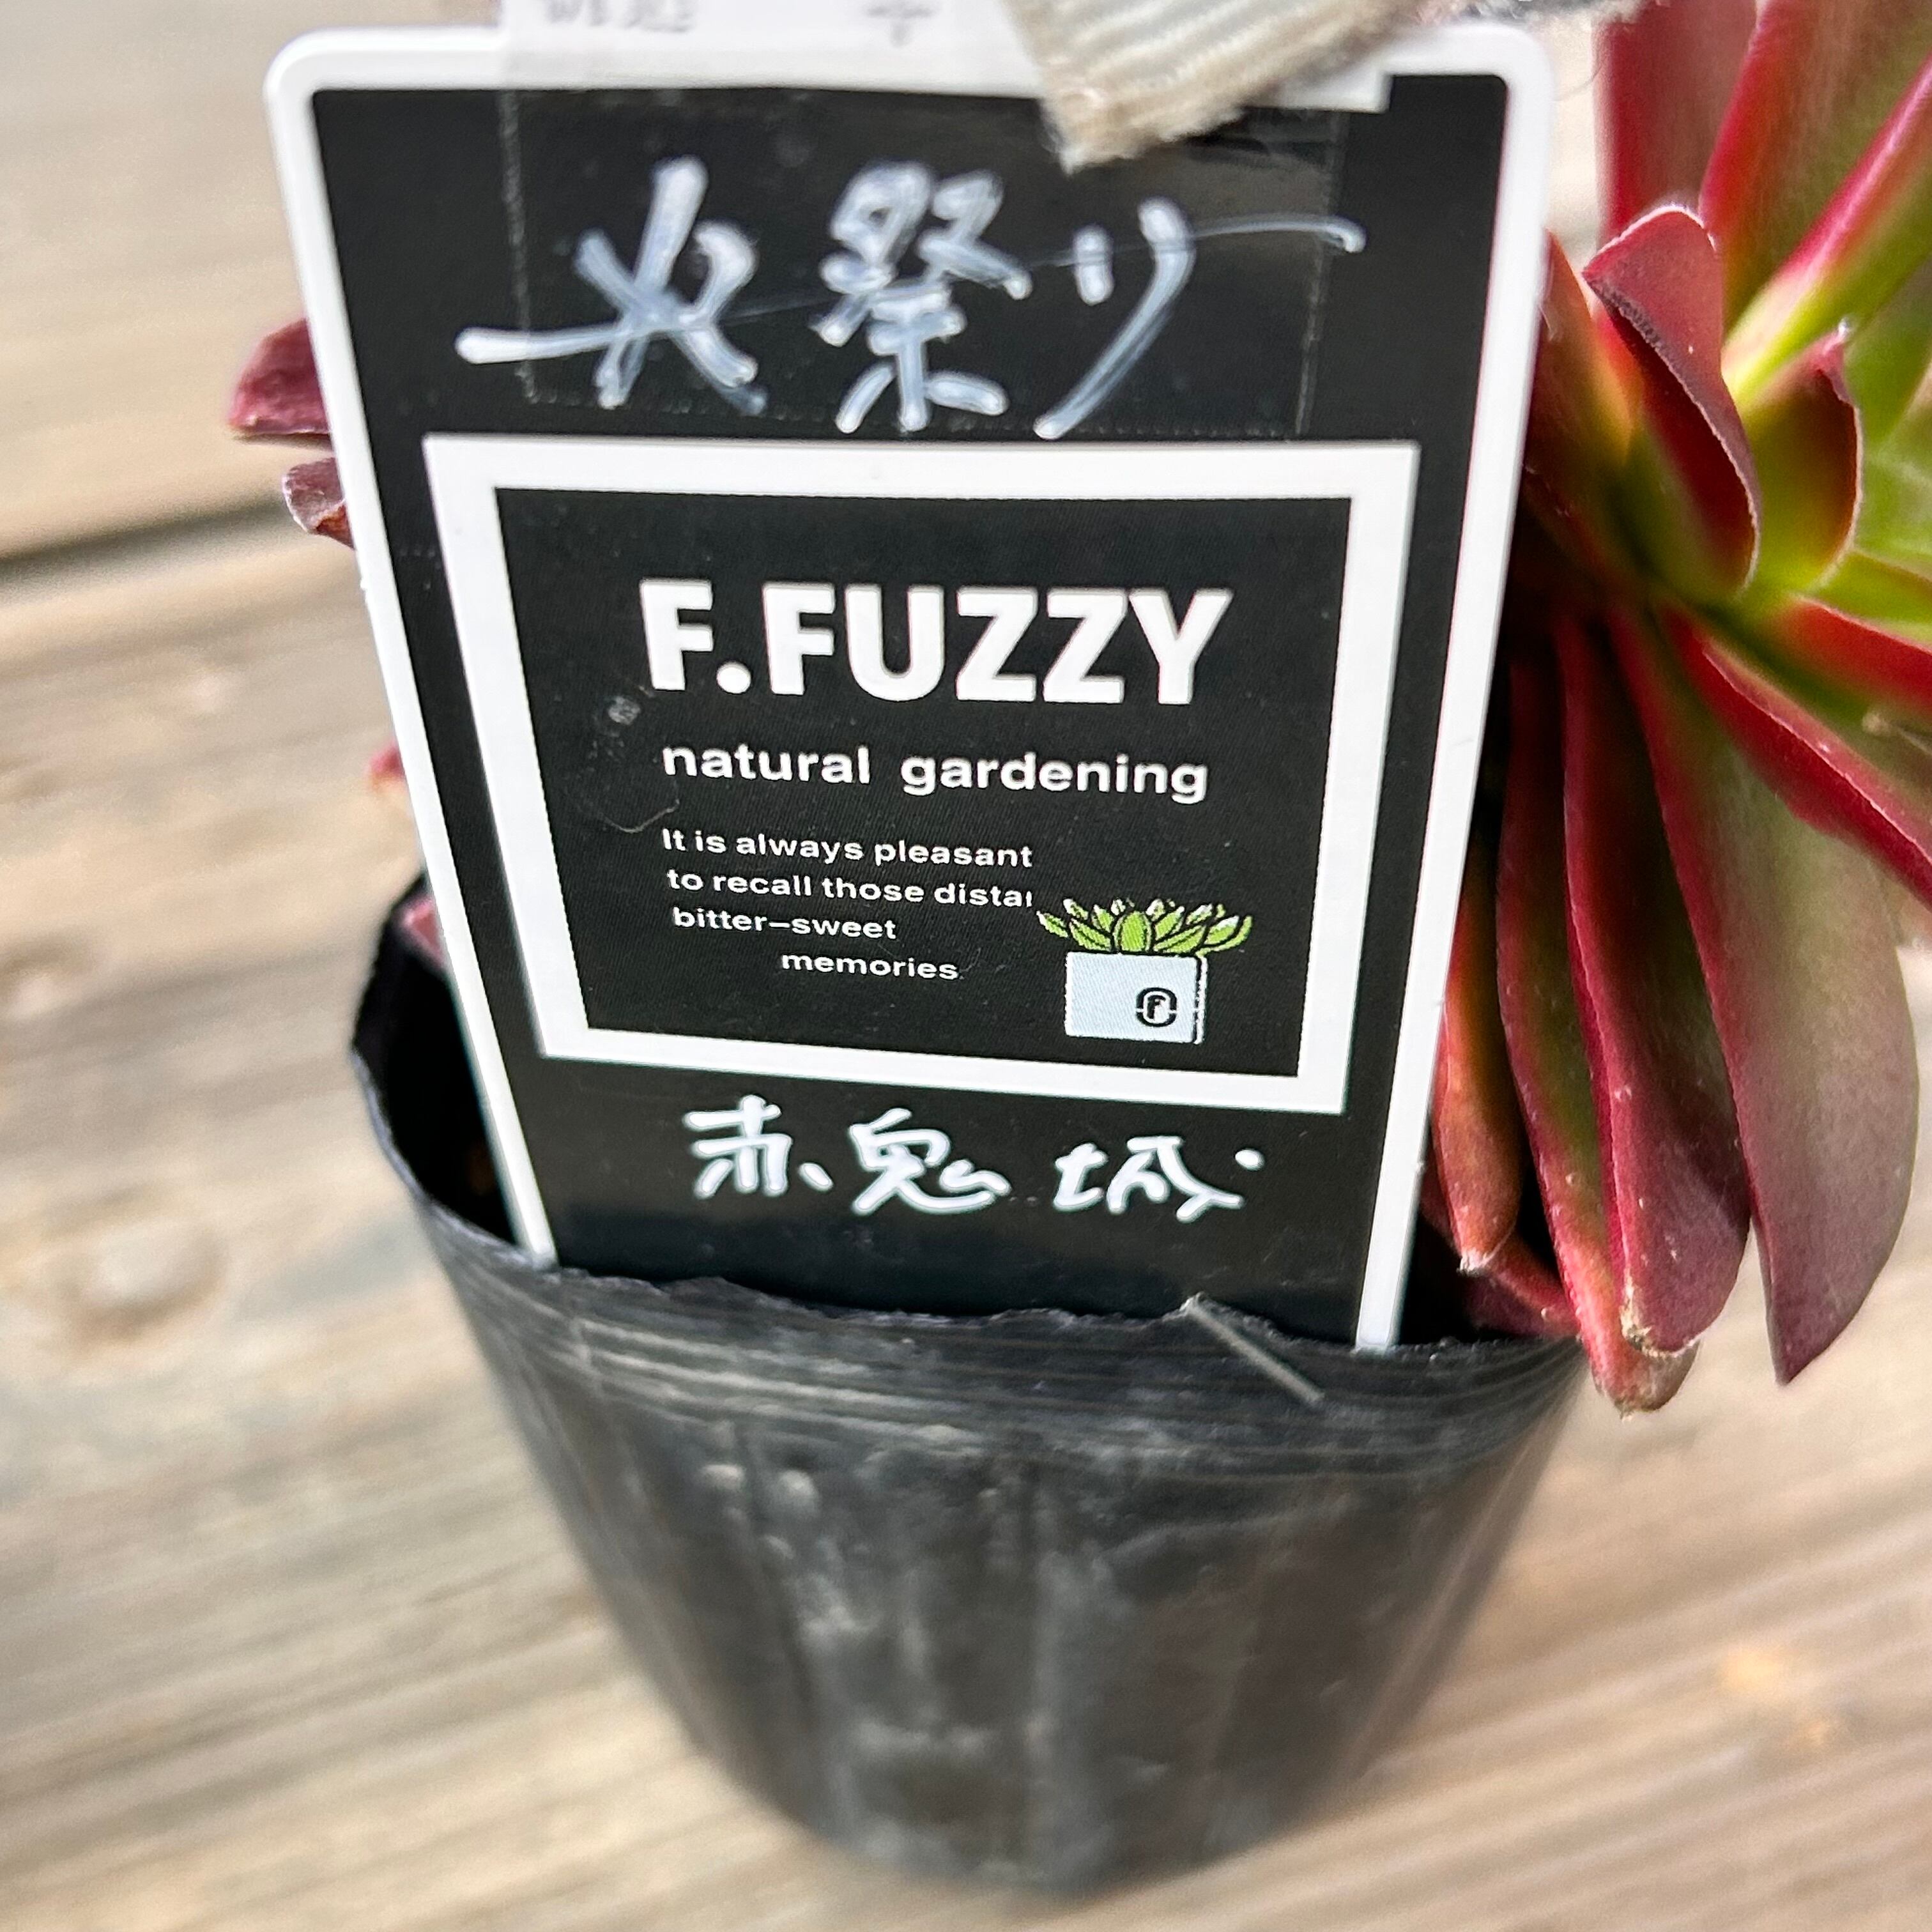 火祭り
F.FUZZY
natural gardening
It is always pleasant
to recall those distan
bitter–sweet
memories
赤鬼城